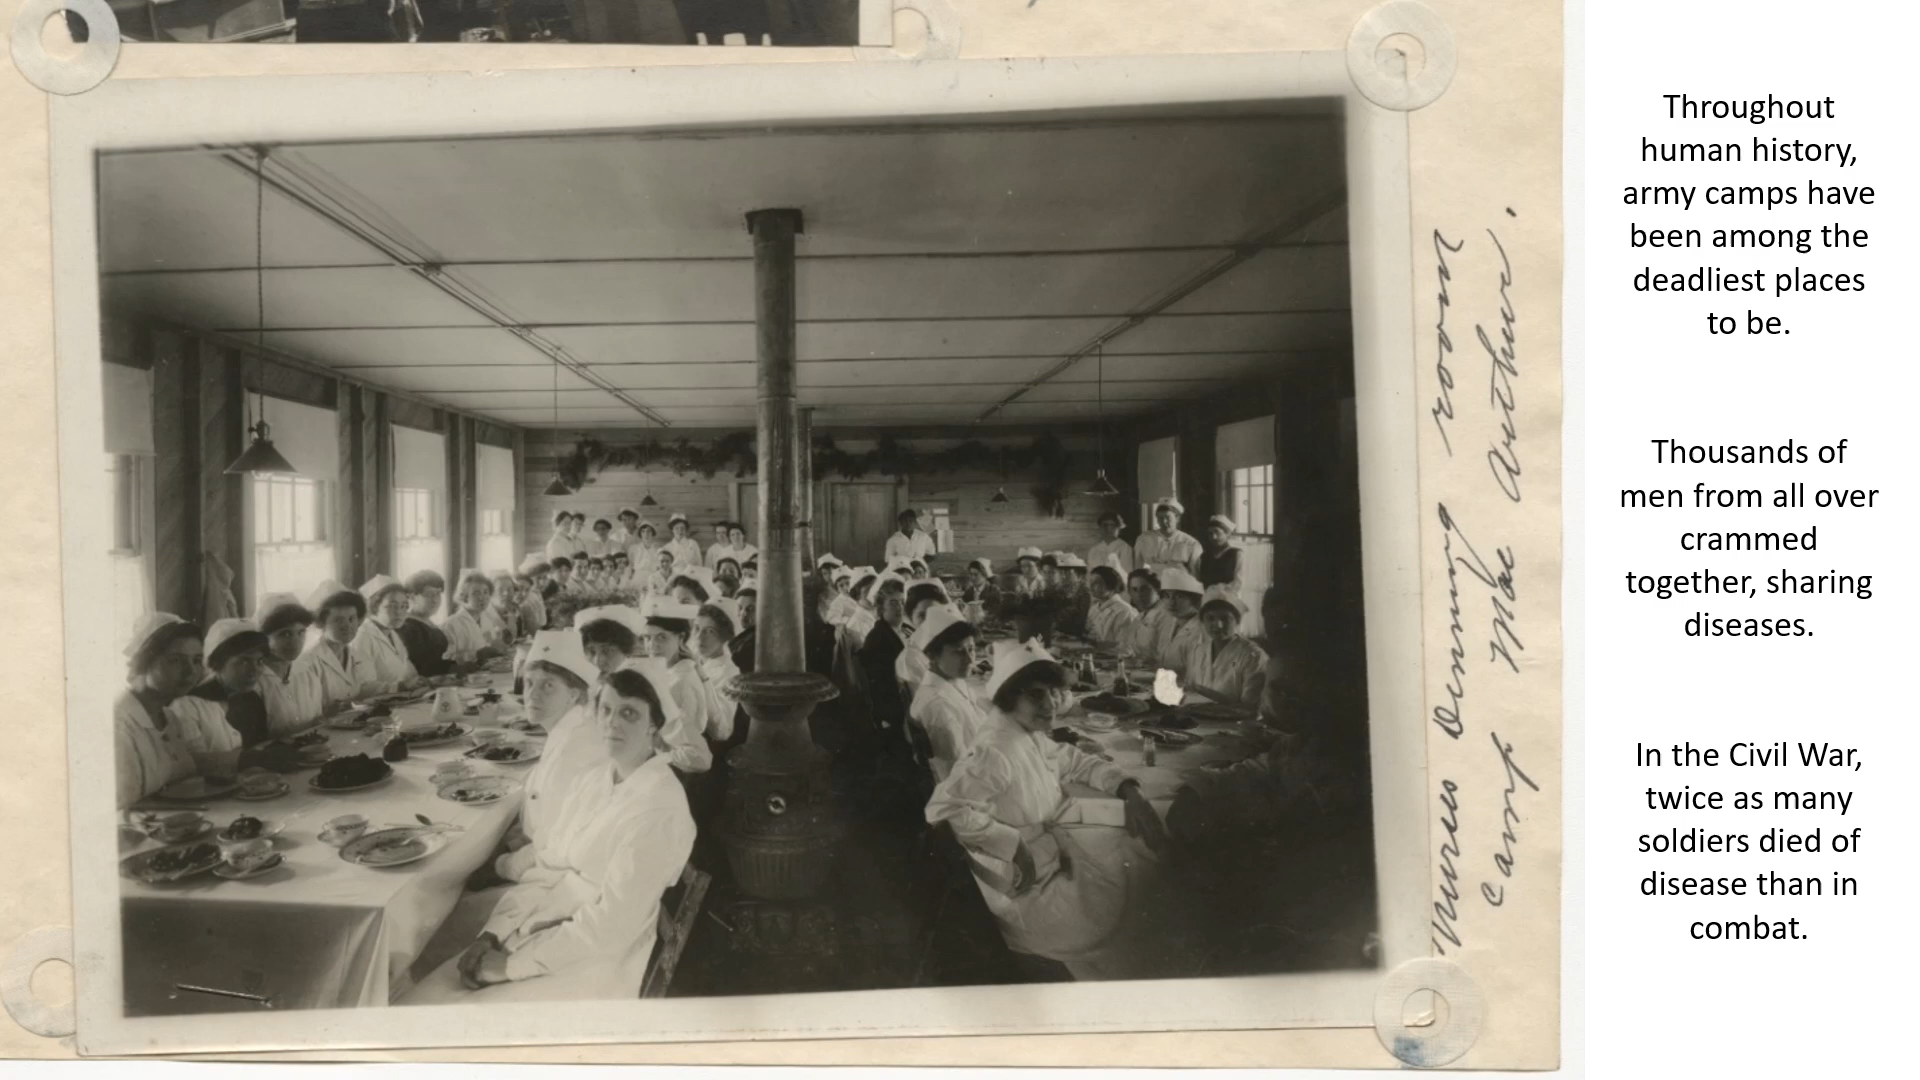 Throughout
human history,
army camps have
been among the
deadliest places
to be.
Thousands of
men from all over
crammed
together, sharing
diseases.
In the Civil War,
twice as many
soldiers died of
disease than in
combat.
Nurses Dinning room
Camp Mac Arthur.